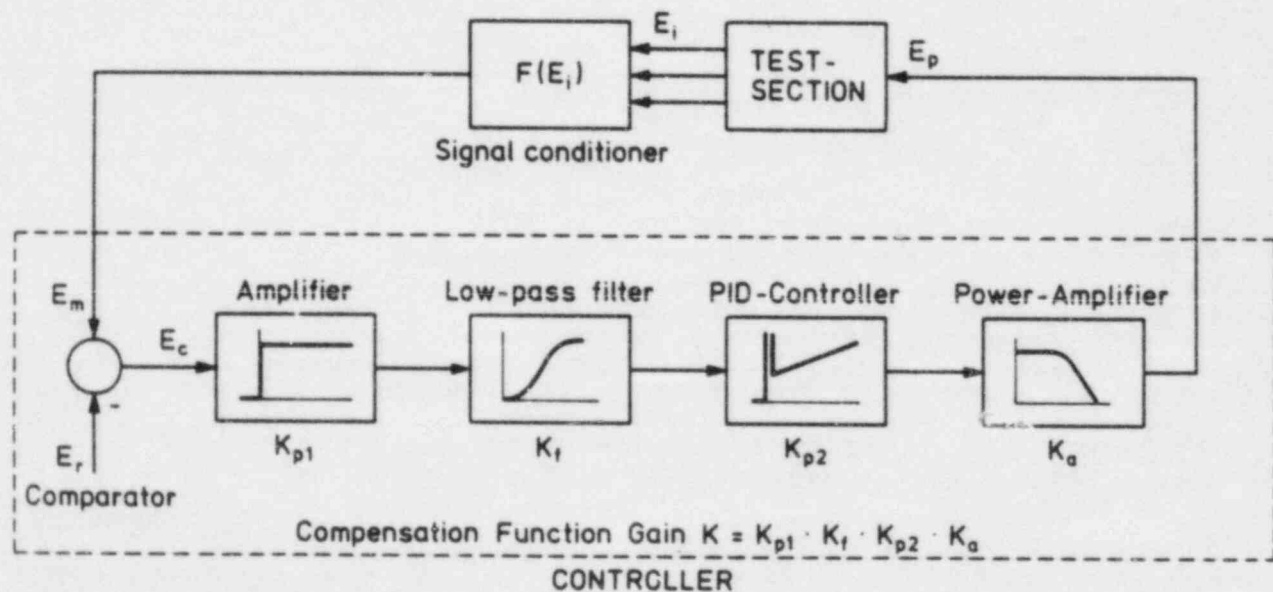 E_i
E_p
F(E_i)
TEST-
SECTION
Signal conditioner
E_m
Amplifier
Low-pass filter
PID-Controller
Power-Amplifier
E_c
-
K_p1
K_f
K_p2
K_a
E_r
Comparator
Compensation Function Gain K = K_p1 · K_f · K_p2 · K_a
CONTRCLLER